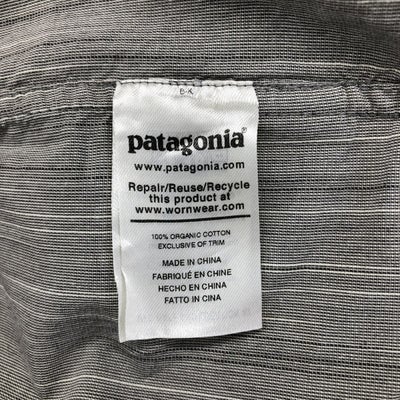 B-K
patagonia
www.patagonia.com
Repair/Reuse/Recycle
this product at
www.wornwear.com
100% ORGANIC COTTON
EXCLUSIVE OF TRIM
MADE IN CHINA
FABRIQUÉ EN CHINE
HECHO EN CHINA
FATTO IN CINA